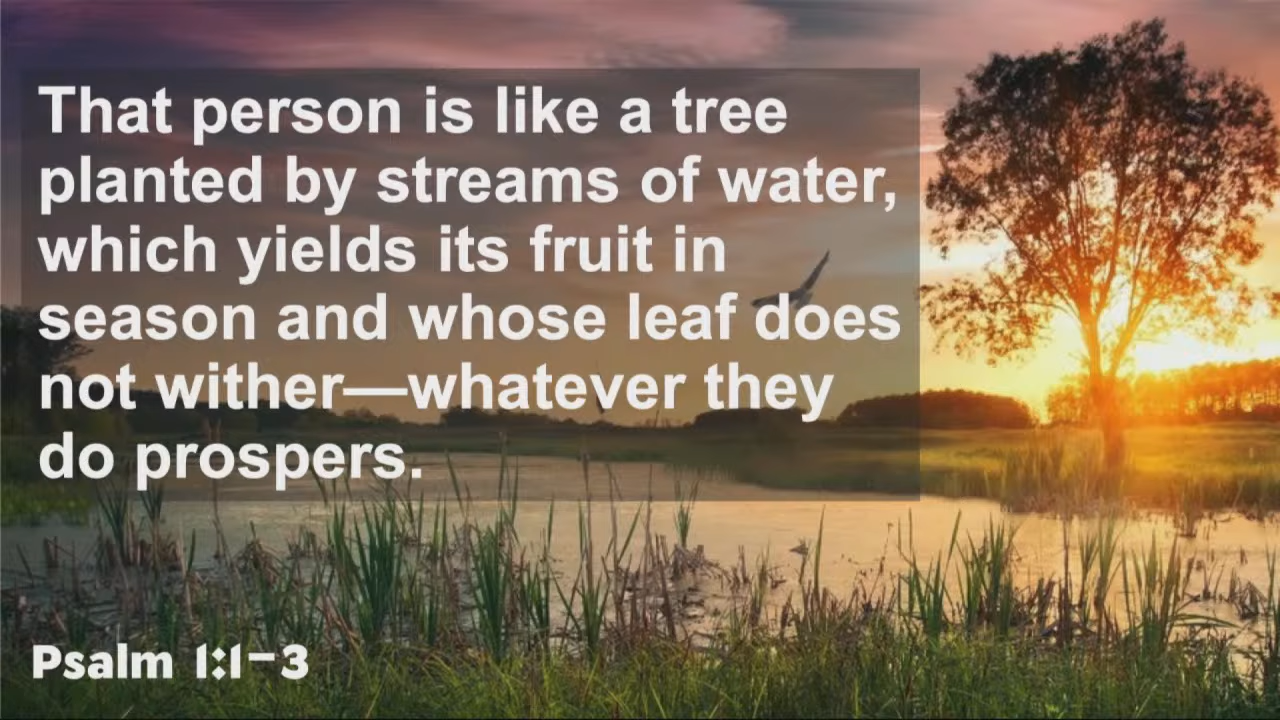 That person is like a tree
planted by streams of water,
which yields its fruit in
season and whose leaf does
not wither—whatever they
do prospers.
Psalm 1:1-3